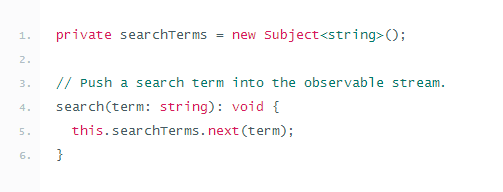 1. private searchTerms = new Subject<string>();
2.
3. // Push a search term into the observable stream.
4. search(term: string): void {
5.   this.searchTerms.next(term);
6. }